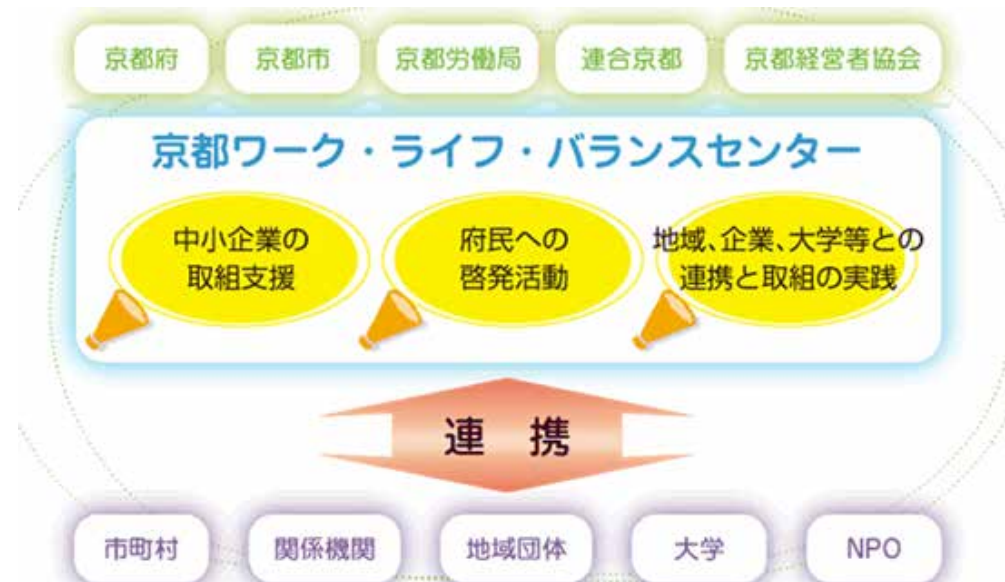 京都府 京都市 京都労働局 連合京都 京都経営者協会
京都ワーク・ライフ・バランスセンター
中小企業の
取組支援
府民への
啓発活動
地域、企業、大学等との
連携と取組の実践
連 携
市町村 関係機関 地域団体 大学 NPO